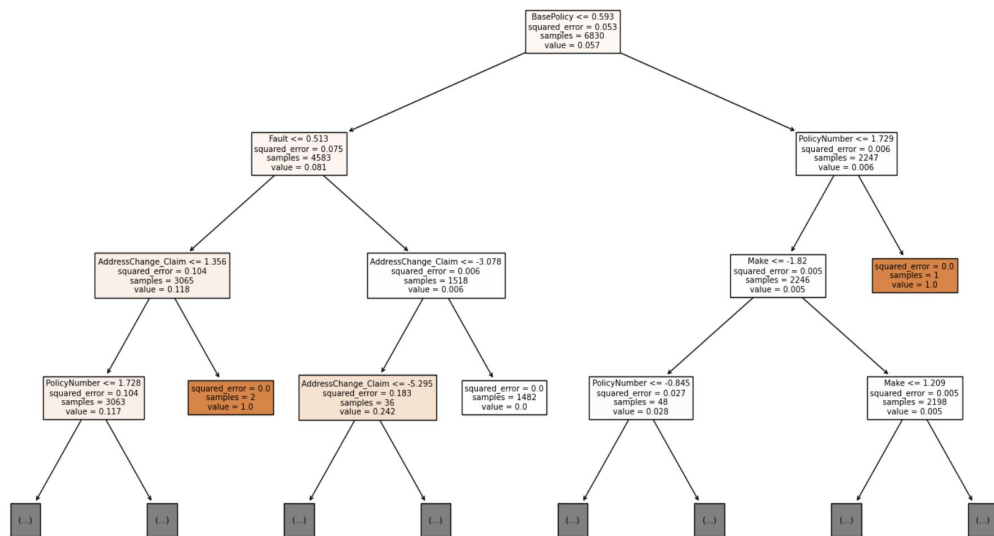 BasePolicy <= 0.593
squared_error = 0.053
samples = 6830
value = 0.057
Fault <= 0.513
squared_error = 0.075
samples = 4583
value = 0.081
PolicyNumber <= 1.729
squared_error = 0.006
samples = 2247
value = 0.006
AddressChange_Claim <= 1.356
squared_error = 0.104
samples = 3065
value = 0.118
AddressChange_Claim <= -3.078
squared_error = 0.006
samples = 1518
value = 0.006
Make <= -1.82
squared_error = 0.005
samples = 2246
value = 0.005
squared_error = 0.0
samples = 1
value = 1.0
PolicyNumber <= 1.728
squared_error = 0.104
samples = 3063
value = 0.117
squared_error = 0.0
samples = 2
value = 1.0
AddressChange_Claim <= -5.295
squared_error = 0.183
samples = 36
value = 0.242
squared_error = 0.0
samples = 1482
value = 0.0
PolicyNumber <= -0.845
squared_error = 0.027
samples = 48
value = 0.028
Make <= 1.209
squared_error = 0.005
samples = 2198
value = 0.005
(...)
(...)
(...)
(...)
(...)
(...)
(...)
(...)